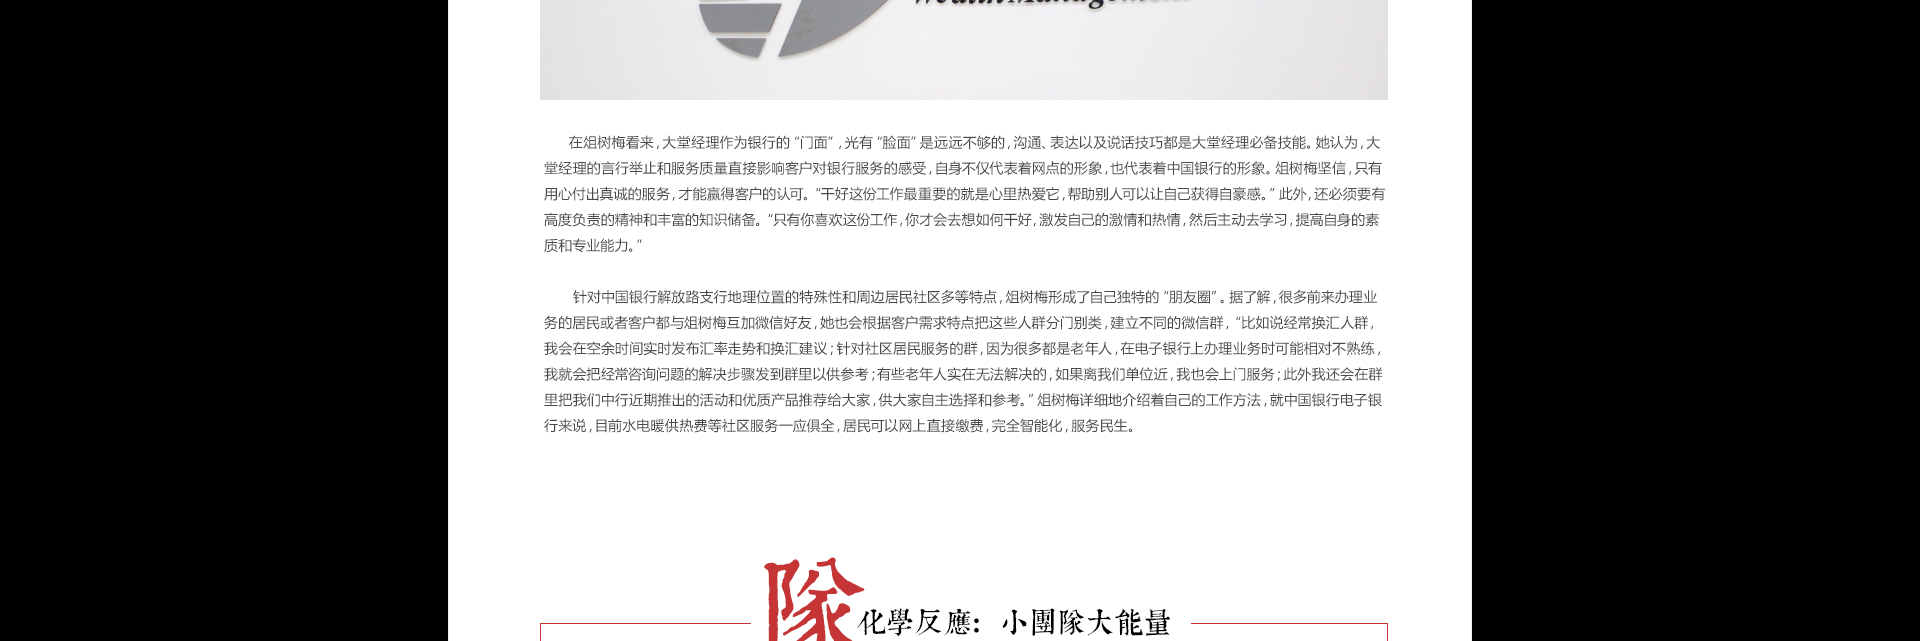 Wealth Management
在俎树梅看来,大堂经理作为银行的“门面”,光有“脸面”是远远不够的,沟通、表达以及说话技巧都是大堂经理必备技能。她认为,大
堂经理的言行举止和服务质量直接影响客户对银行服务的感受,自身不仅代表着网点的形象,也代表着中国银行的形象。俎树梅坚信,只有
用心付出真诚的服务,才能赢得客户的认可。“干好这份工作最重要的就是心里热爱它,帮助别人可以让自己获得自豪感。”此外,还必须要有
高度负责的精神和丰富的知识储备。“只有你喜欢这份工作,你才会去想如何干好,激发自己的激情和热情,然后主动去学习,提高自身的素
质和专业能力。”
针对中国银行解放路支行地理位置的特殊性和周边居民社区多等特点,俎树梅形成了自己独特的“朋友圈”。据了解,很多前来办理业
务的居民或者客户都与俎树梅互加微信好友,她也会根据客户需求特点把这些人群分门别类,建立不同的微信群,“比如说经常换汇人群,
我会在空余时间实时发布汇率走势和换汇建议;针对社区居民服务的群,因为很多都是老年人,在电子银行上办理业务时可能相对不熟练,
我就会把经常咨询问题的解决步骤发到群里以供参考;有些老年人实在无法解决的,如果离我们单位近,我也会上门服务;此外我还会在群
里把我们中行近期推出的活动和优质产品推荐给大家,供大家自主选择和参考。”俎树梅详细地介绍着自己的工作方法,就中国银行电子银
行来说,目前水电暖供热费等社区服务一应俱全,居民可以网上直接缴费,完全智能化,服务民生。
隊化學反應：小團隊大能量